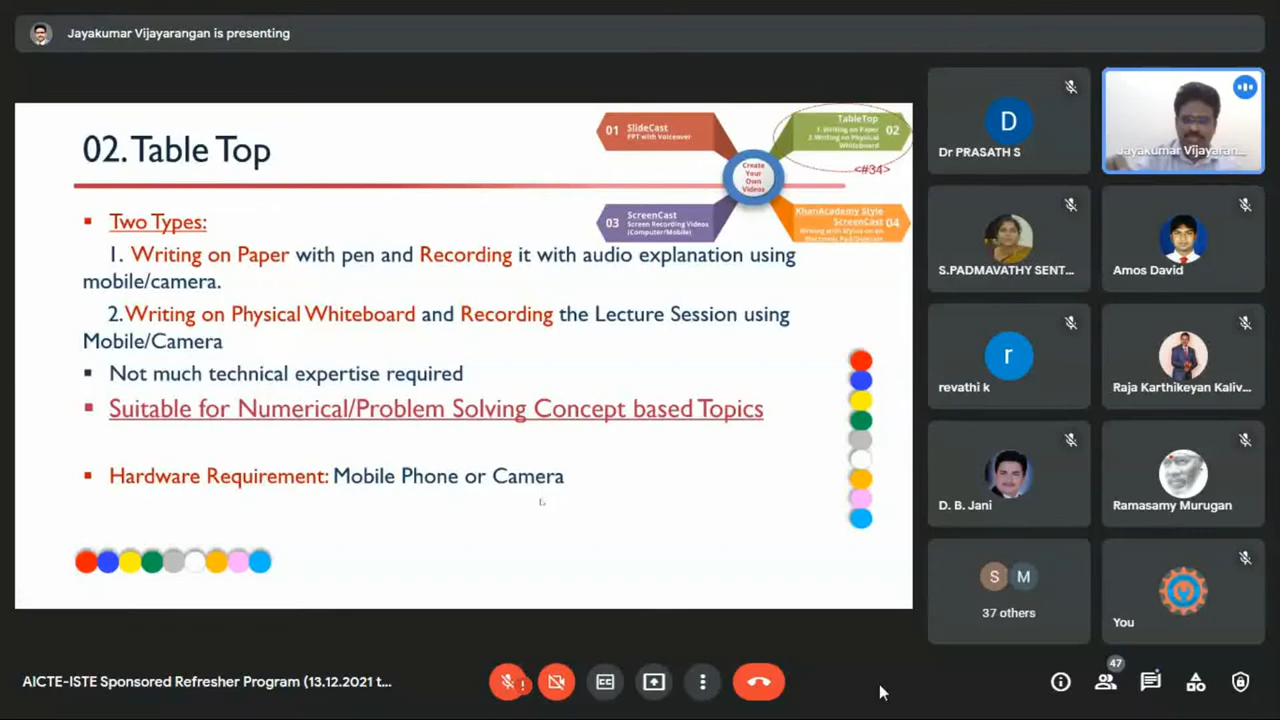 Jayakumar Vijayarangan is presenting
02. Table Top
01 SlideCast
PPT with Voiceover
TableTop 02
1. Writing on Paper
2. Writing on Physical
Whiteboard
<#34>
Create
Your
Own
Videos
03 ScreenCast
Screen Recording Videos
(Computer/Mobile)
KhanAcademy Style
ScreenCast 04
Writing with Stylus on an
Two Types:
1. Writing on Paper with pen and Recording it with audio explanation using
mobile/camera.
2.Writing on Physical Whiteboard and Recording the Lecture Session using
Mobile/Camera
Not much technical expertise required
Suitable for Numerical/Problem Solving Concept based Topics
Hardware Requirement: Mobile Phone or Camera
D
Dr PRASATH S
Jayakumar Vijayaran...
S.PADMAVATHY SENT...
Amos David
r
revathi k
Raja Karthikeyan Kaliv...
D. B. Jani
Ramasamy Murugan
S M
37 others
You
AICTE-ISTE Sponsored Refresher Program (13.12.2021 t...
CC
47